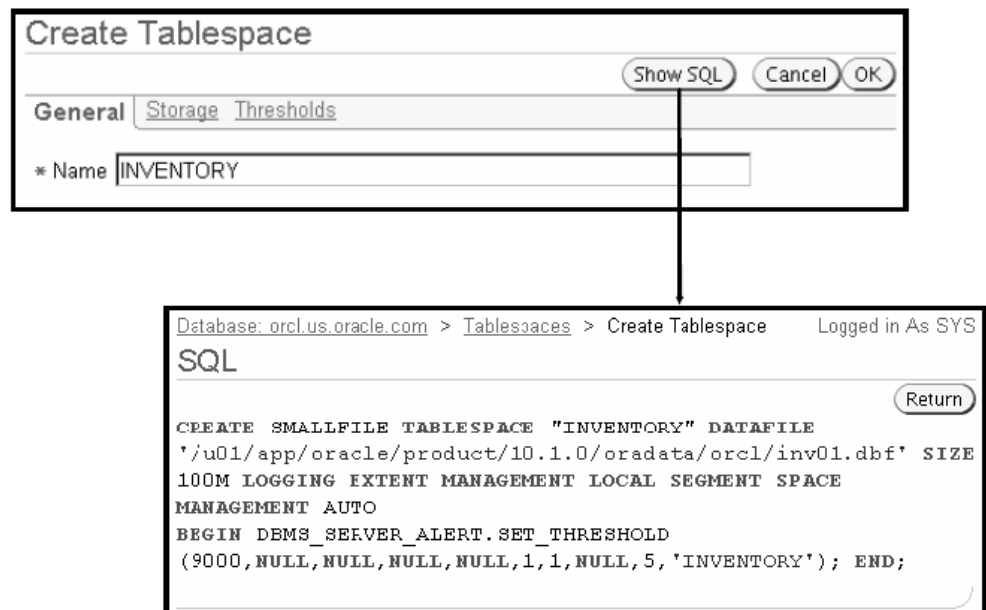 Create Tablespace
Show SQL Cancel OK
General Storage Thresholds
* Name INVENTORY
Database: orcl.us.oracle.com > Tablespaces > Create Tablespace Logged in As SYS
SQL
Return
CREATE SMALLFILE TABLESPACE "INVENTORY" DATAFILE
'/u01/app/oracle/product/10.1.0/oradata/orcl/inv01.dbf' SIZE
100M LOGGING EXTENT MANAGEMENT LOCAL SEGMENT SPACE
MANAGEMENT AUTO
BEGIN DBMS_SERVER_ALERT.SET_THRESHOLD
(9000,NULL,NULL,NULL,NULL,1,1,NULL,5,'INVENTORY'); END;